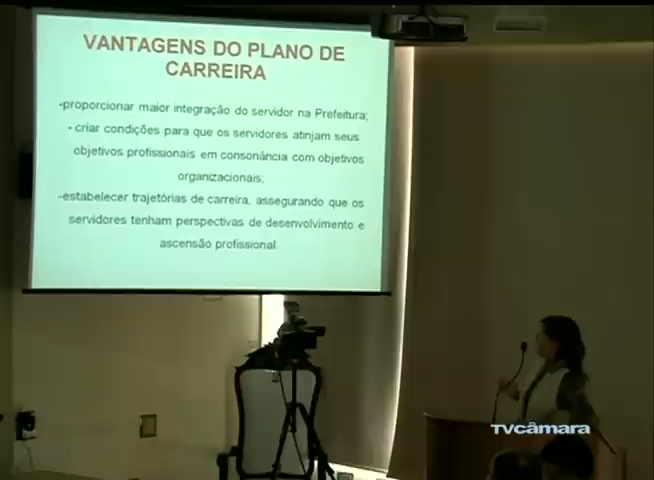 VANTAGENS DO PLANO DE
CARREIRA
-proporcionar maior integração do servidor na Prefeitura;
- criar condições para que os servidores atinjam seus
objetivos profissionais em consonância com objetivos
organizacionais;
-estabelecer trajetórias de carreira, assegurando que os
servidores tenham perspectivas de desenvolvimento e
ascensão profissional.
TVcâmara